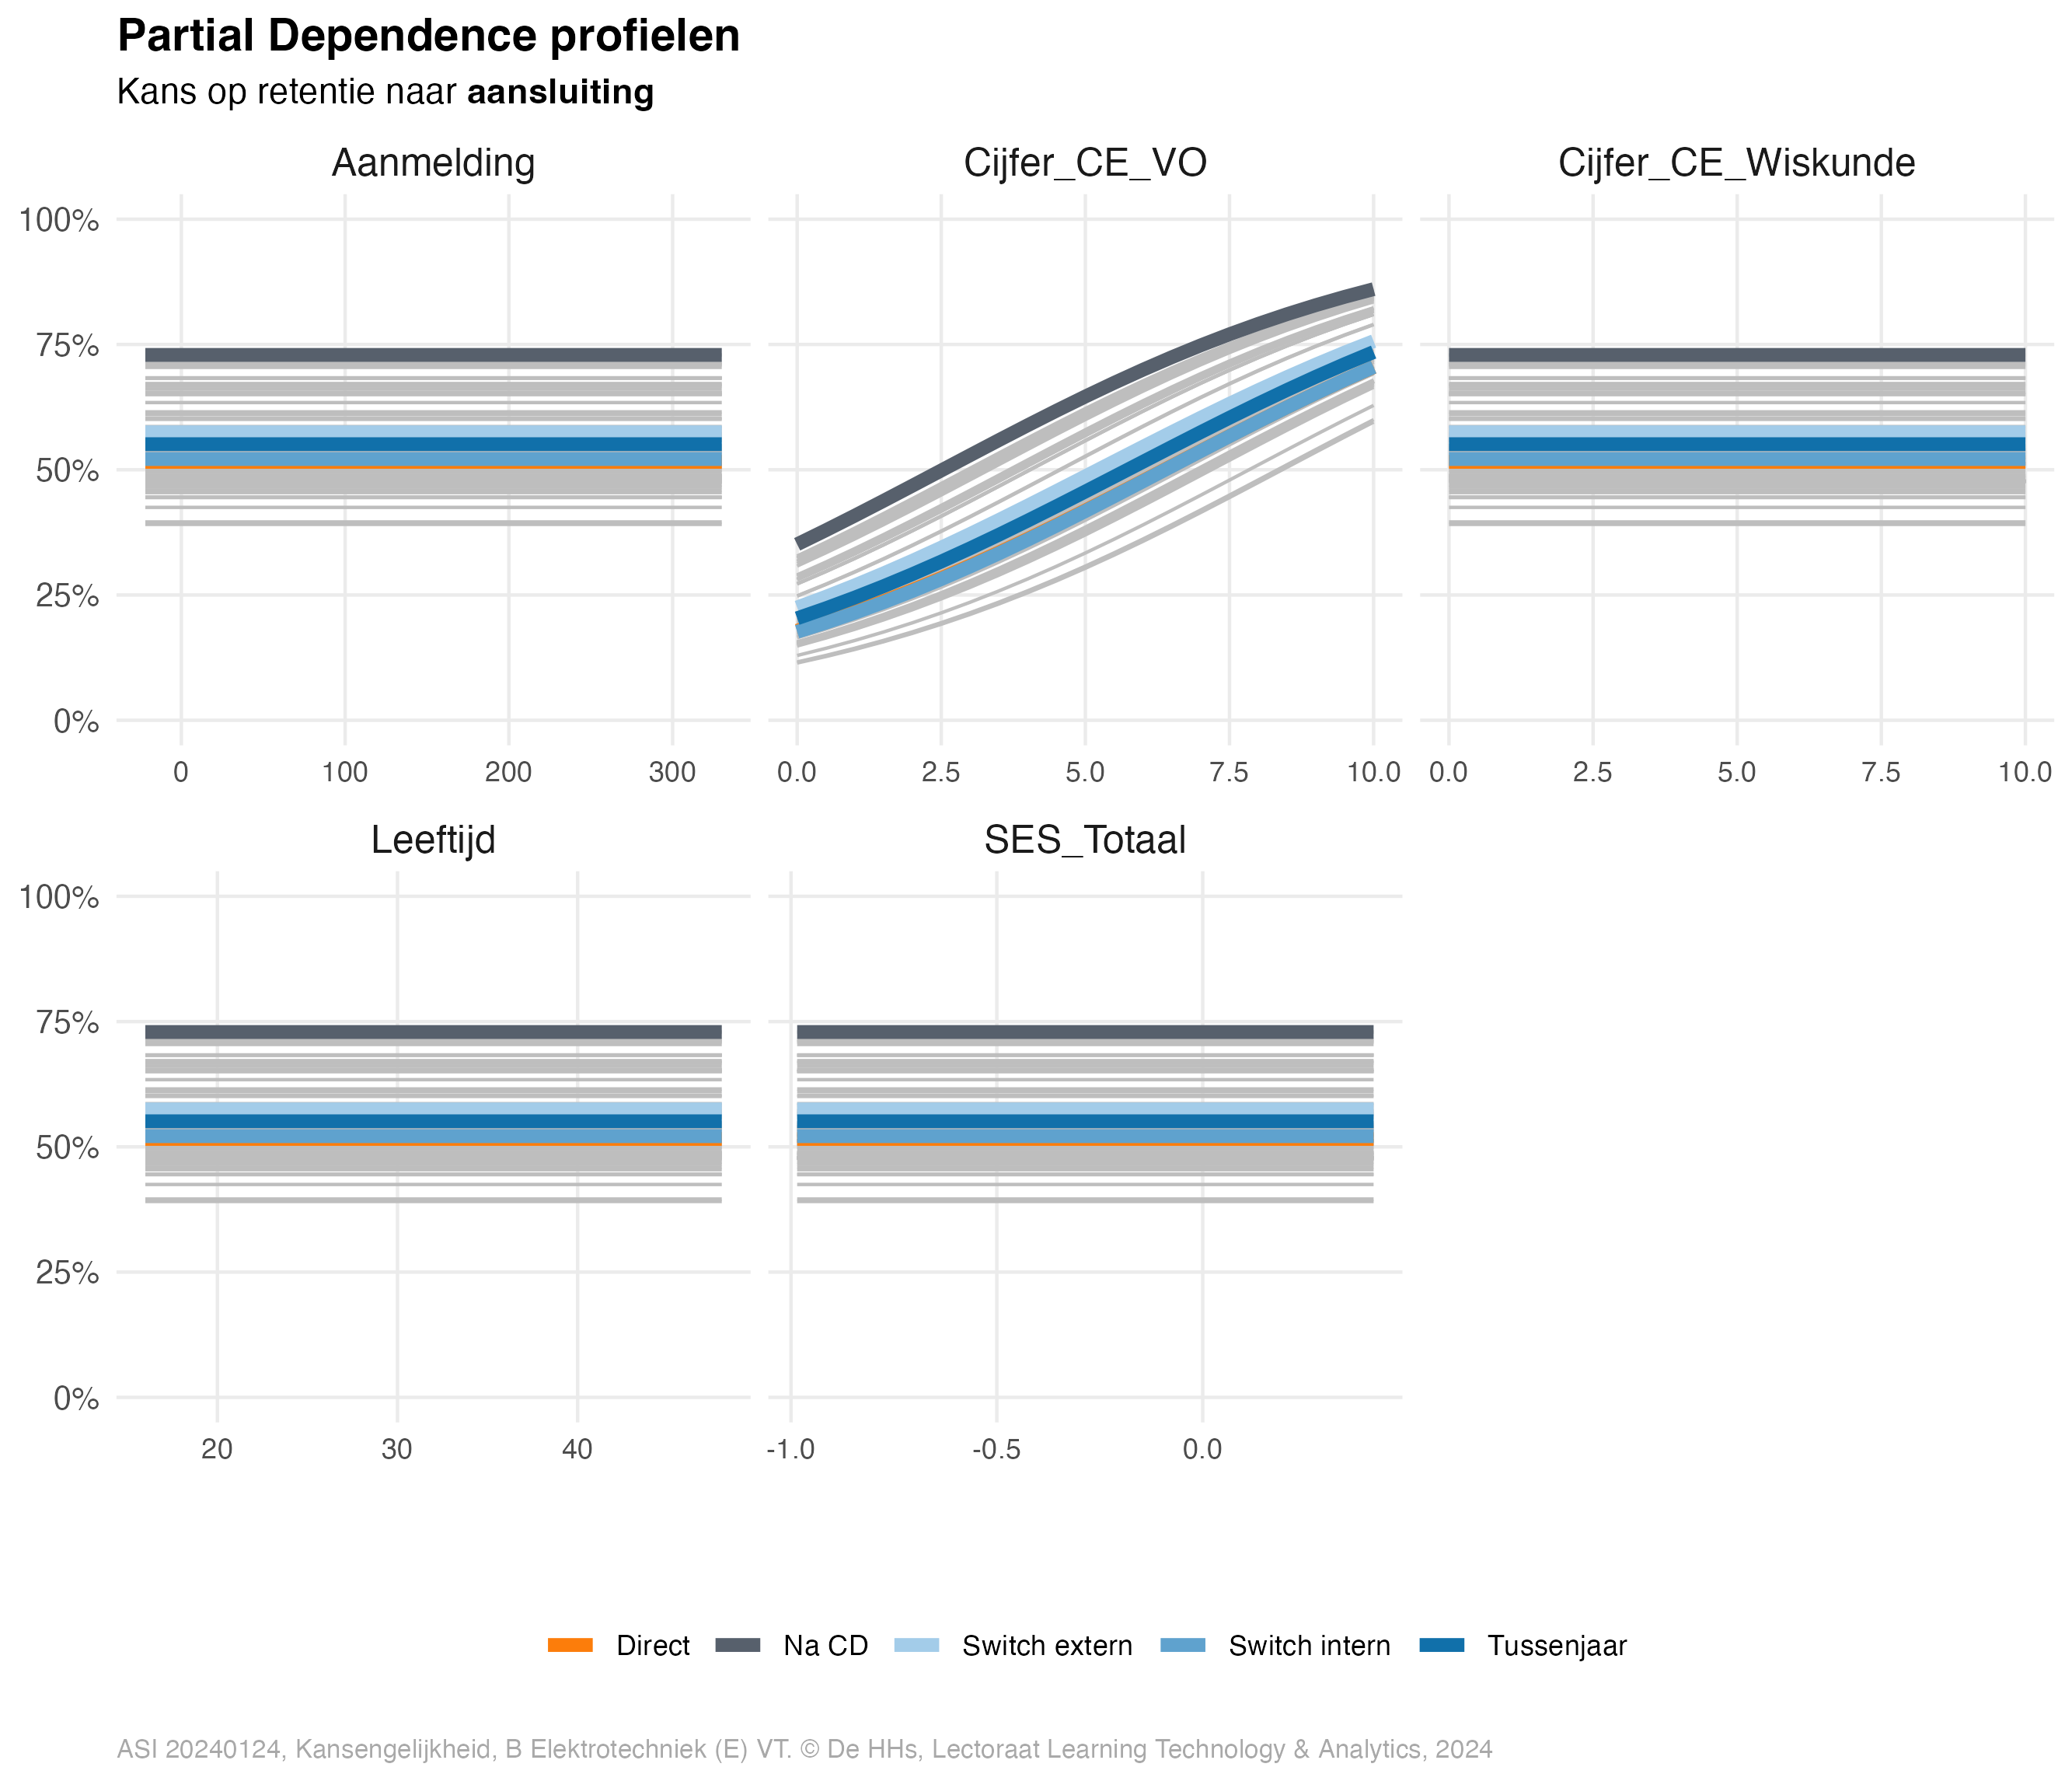 Partial Dependence profielen
Kans op retentie naar aansluiting
Aanmelding Cijfer_CE_VO Cijfer_CE_Wiskunde
100%
75%
50%
25%
0%
0 100 200 300 0.0 2.5 5.0 7.5 10.0 0.0 2.5 5.0 7.5 10.0
Leeftijd SES_Totaal
100%
75%
50%
25%
0%
20 30 40 -1.0 -0.5 0.0
Direct Na CD Switch extern Switch intern Tussenjaar
ASI 20240124, Kansengelijkheid, B Elektrotechniek (E) VT. © De HHs, Lectoraat Learning Technology & Analytics, 2024